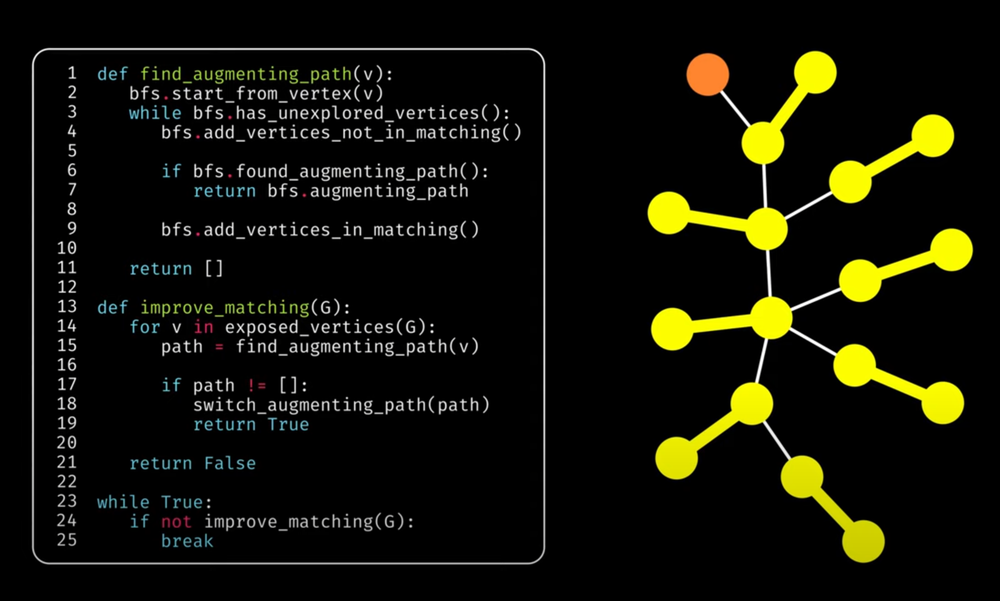 1 def find_augmenting_path(v):
2 bfs.start_from_vertex(v)
3 while bfs.has_unexplored_vertices():
4 bfs.add_vertices_not_in_matching()
5
6 if bfs.found_augmenting_path():
7 return bfs.augmenting_path
8
9 bfs.add_vertices_in_matching()
10
11 return []
12
13 def improve_matching(G):
14 for v in exposed_vertices(G):
15 path = find_augmenting_path(v)
16
17 if path != []:
18 switch_augmenting_path(path)
19 return True
20
21 return False
22
23 while True:
24 if not improve_matching(G):
25 break